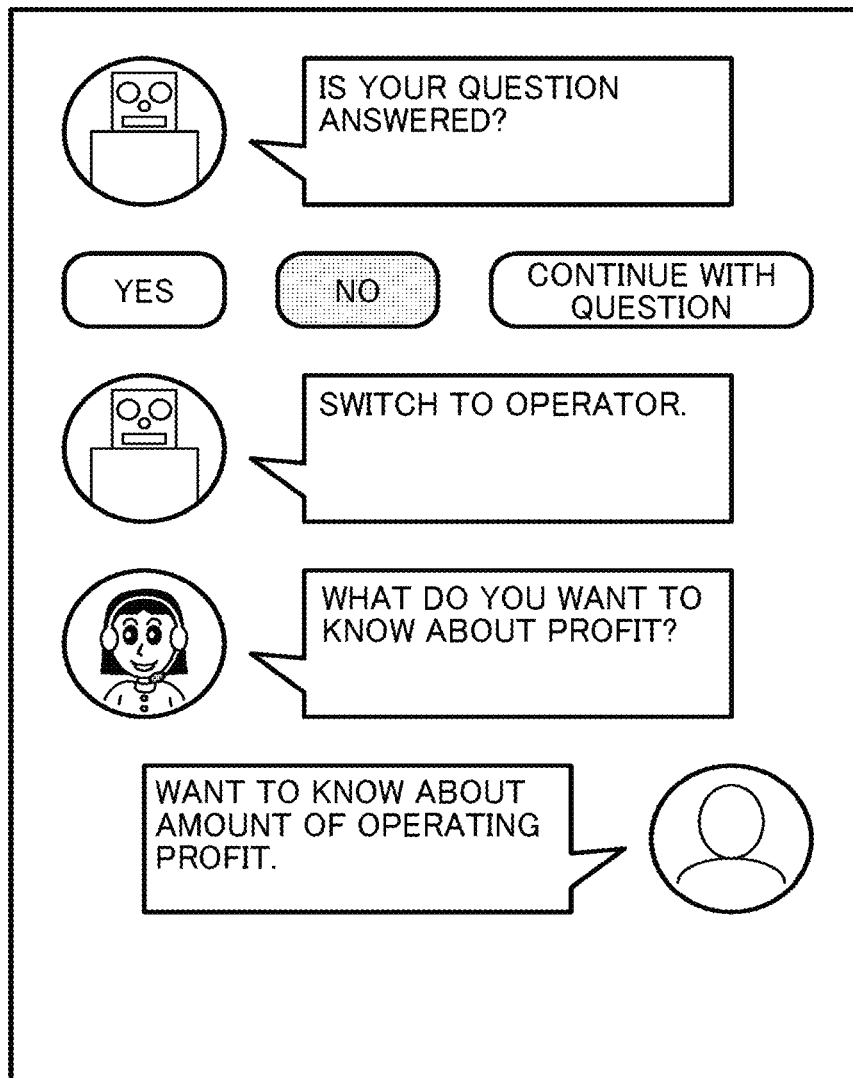 IS YOUR QUESTION
ANSWERED?
YES
NO
CONTINUE WITH
QUESTION
SWITCH TO OPERATOR.
WHAT DO YOU WANT TO
KNOW ABOUT PROFIT?
WANT TO KNOW ABOUT
AMOUNT OF OPERATING
PROFIT.